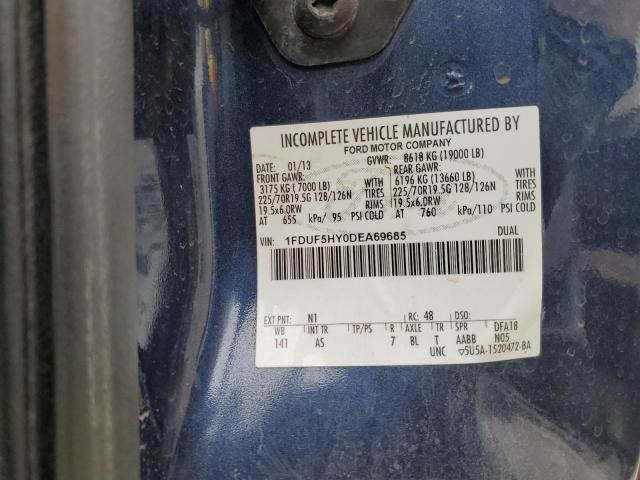 INCOMPLETE VEHICLE MANUFACTURED BY
FORD MOTOR COMPANY
DATE: 01/13 GVWR: 8618 KG (19000 LB)
FRONT GAWR: REAR GAWR:
3175 KG (7000 LB) WITH 6196 KG (13660 LB) WITH
225/70R19.5G 128/126N TIRES 225/70R19.5G 128/126N TIRES
19.5x6.0RW RIMS 19.5x6.0RW RIMS
AT 655 kPa/ 95 PSI COLD AT 760 kPa/110 PSI COLD
VIN: 1FDUF5HY0DEA69685 DUAL
EXT PNT: N1 RC: 48 DSO:
WB INT TR TP/PS R AXLE TR SPR DFA18
141 AS 7 8L T AABB N05
UNC ▽5U5A-1520472-BA